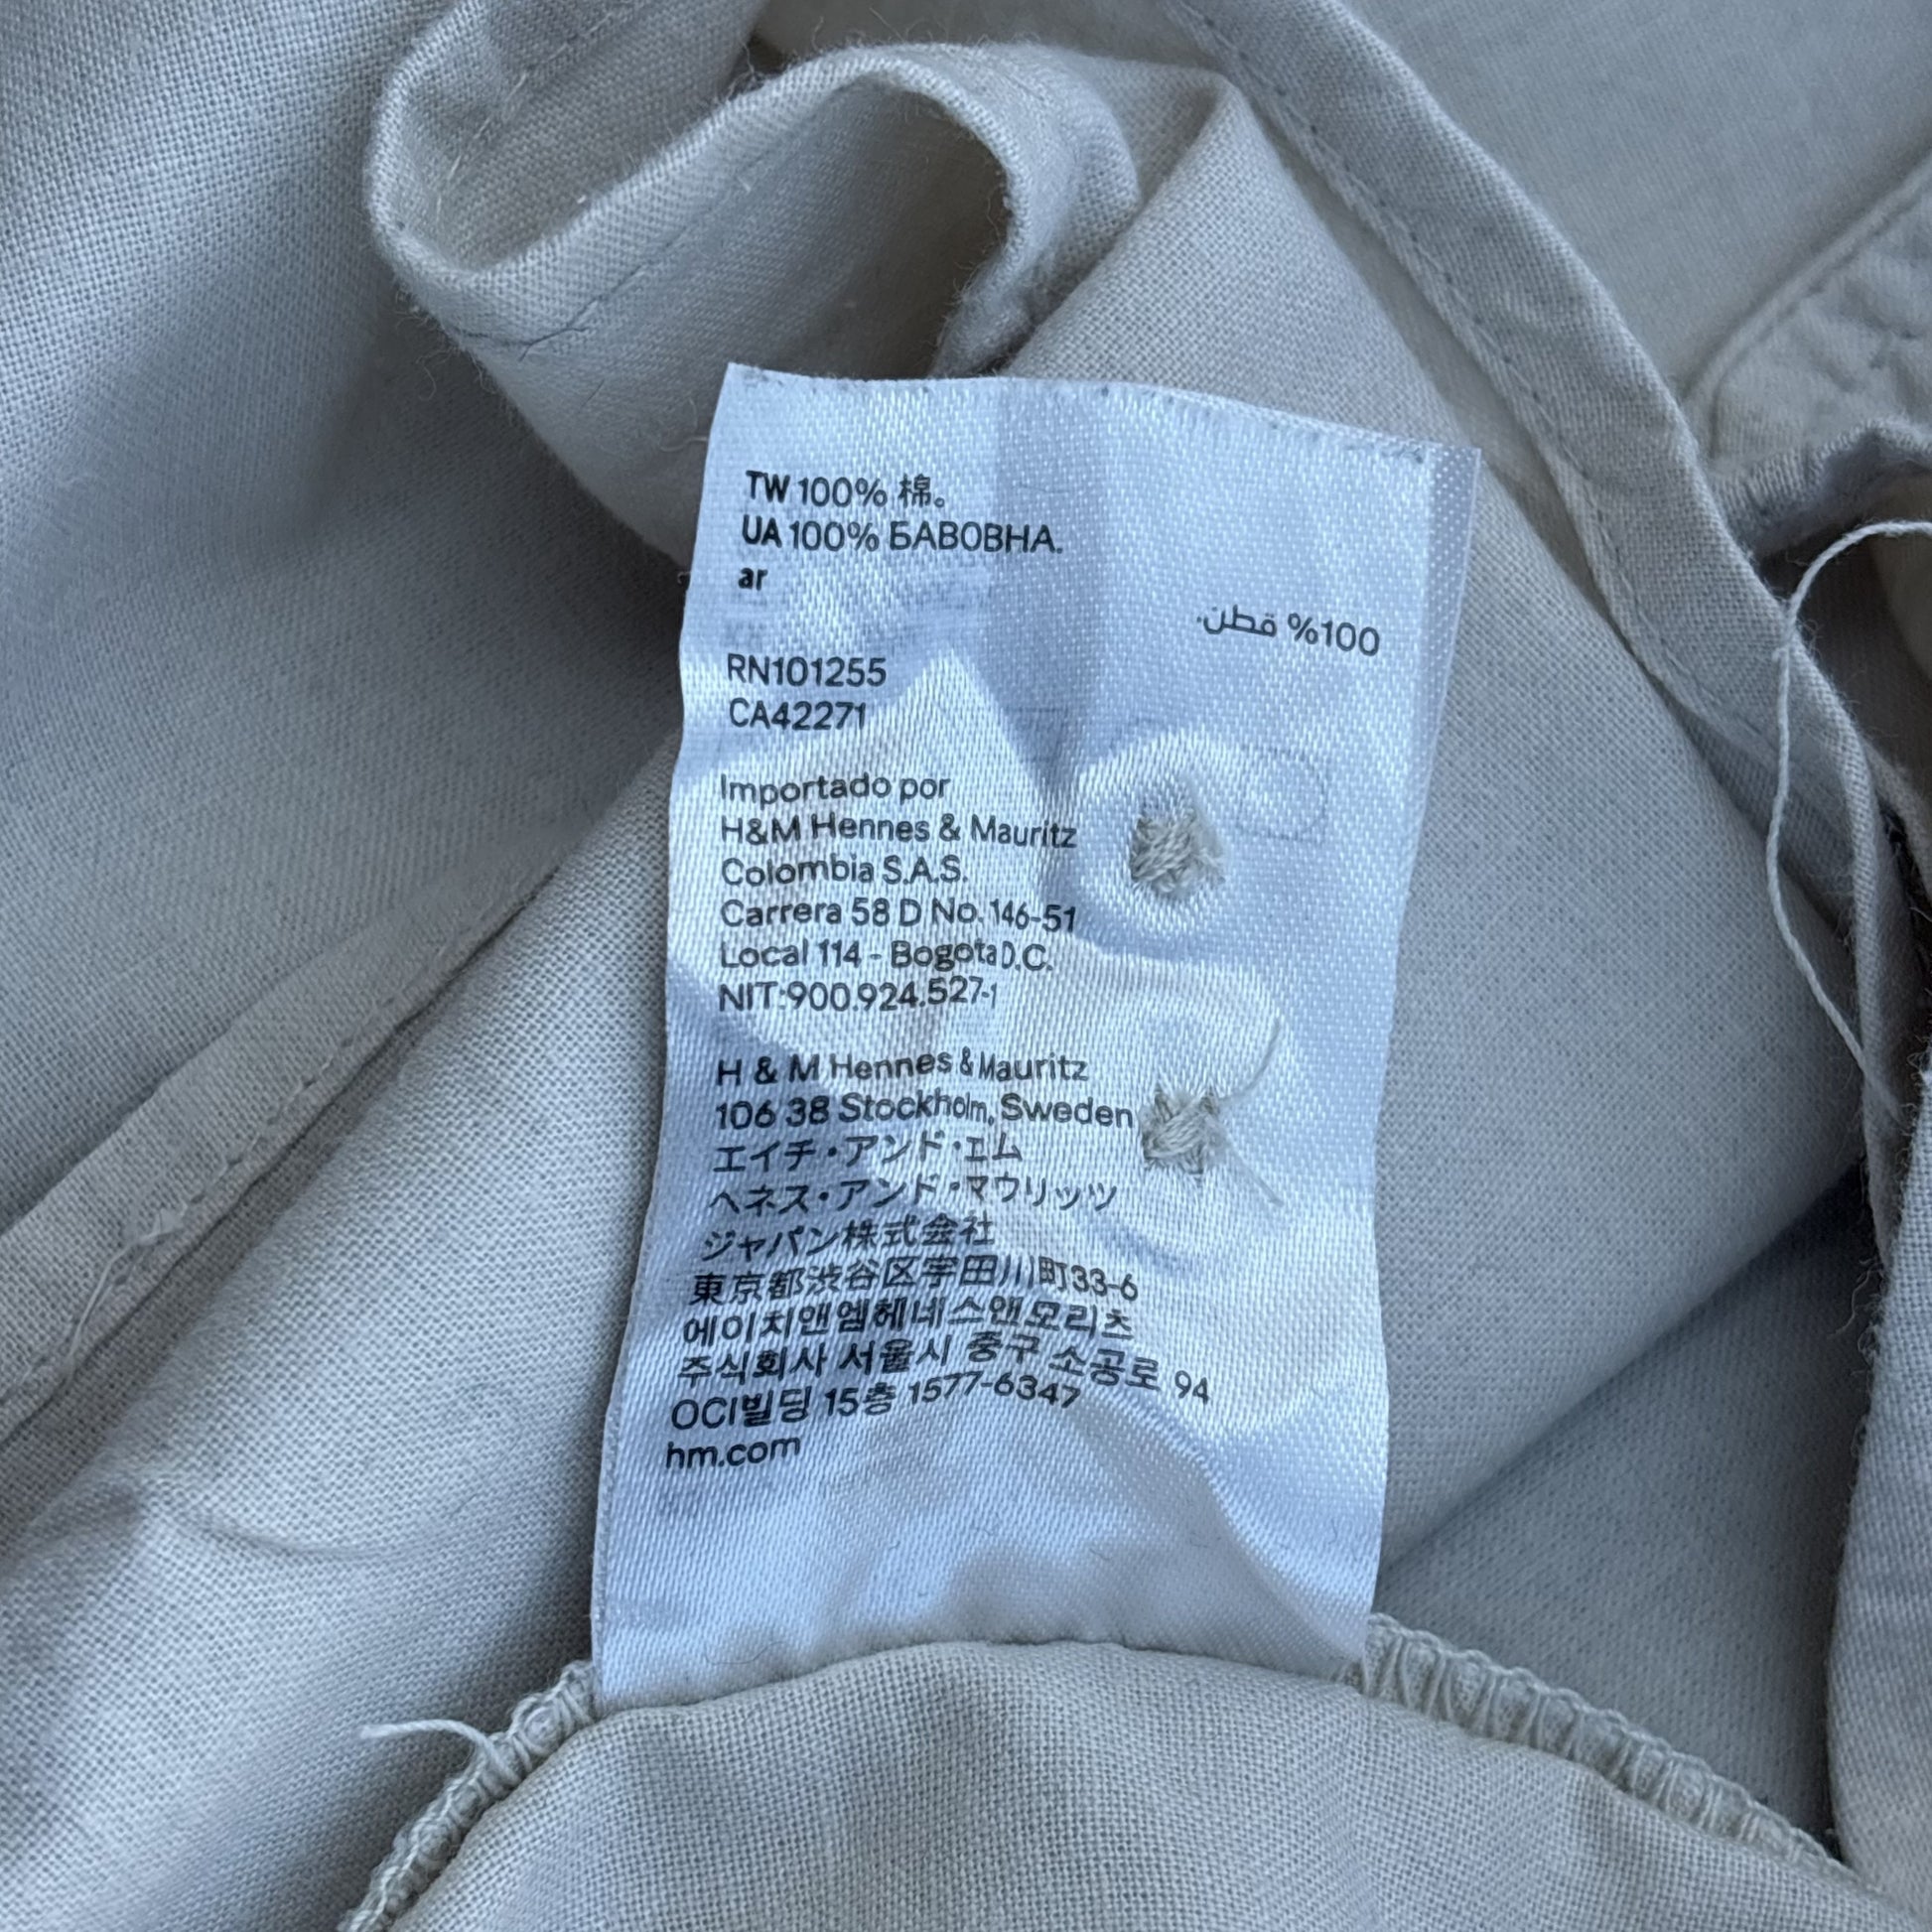 TW 100% 棉。
UA 100% БАВОВНА.
ar
100% قطن.
RN101255
CA42271
Importado por
H&M Hennes & Mauritz
Colombia S.A.S.
Carrera 58 D No. 146-51
Local 114 - Bogota D.C.
NIT:900.924.527-1
H & M Hennes & Mauritz
106 38 Stockholm, Sweden
エイチ・アンド・エム
ヘネス・アンド・マウリッツ
ジャパン株式会社
東京都渋谷区宇田川町33-6
에이치앤엠헤네스앤모리츠
주식회사 서울시 중구 소공로 94
OCI빌딩 15층 1577-6347
hm.com